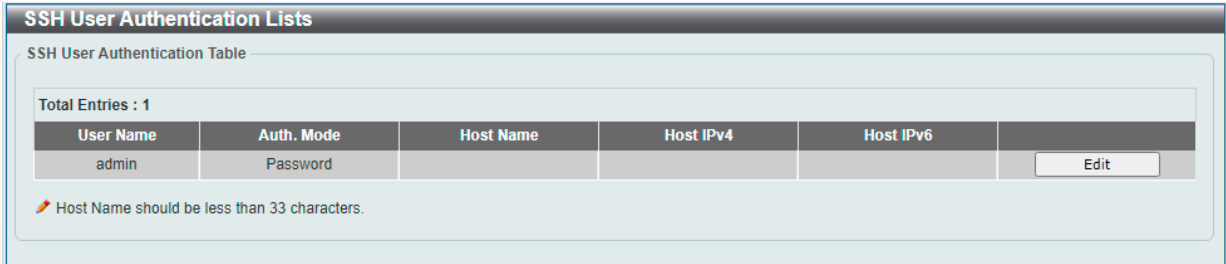 SSH User Authentication Lists
SSH User Authentication Table
Total Entries : 1
User Name Auth. Mode Host Name Host IPv4 Host IPv6
admin Password Edit
Host Name should be less than 33 characters.